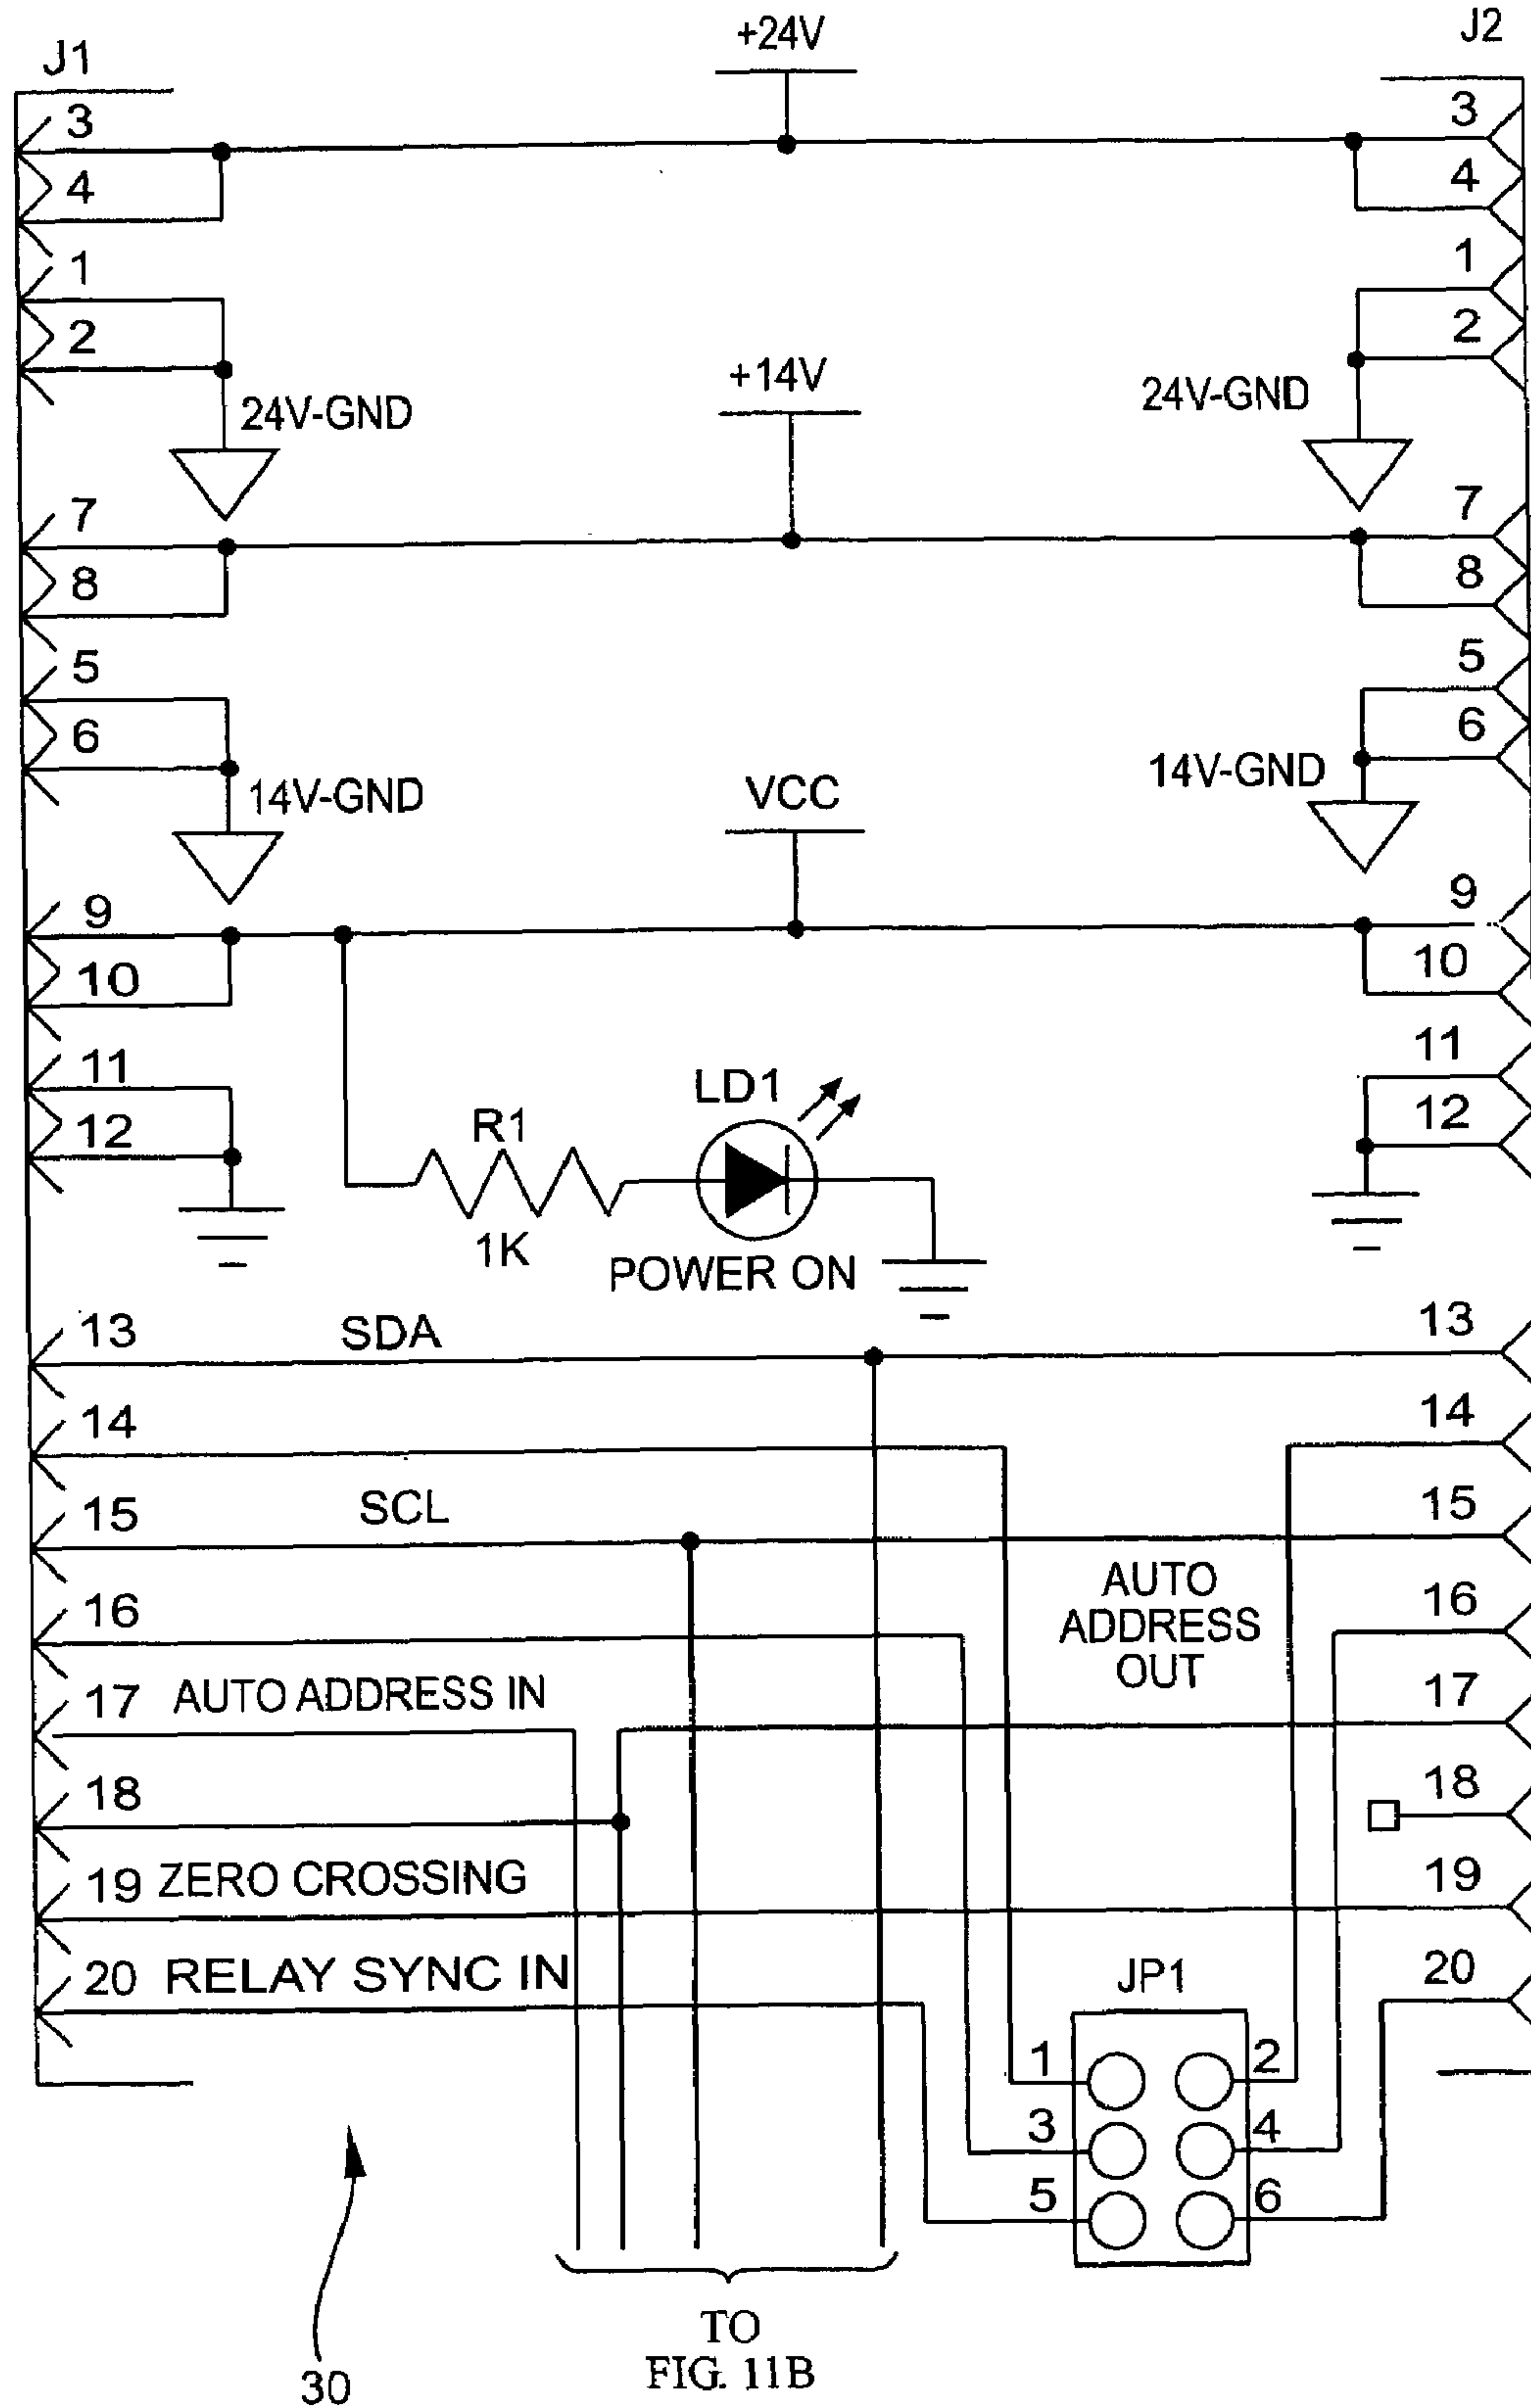 J1 +24V J2
3 3
4 4
1 1
2 2
+14V
24V-GND 24V-GND
7 7
8 8
5 5
6 6
14V-GND VCC 14V-GND
9 9
10 10
11 11
LD1
12 R1 12
1K
POWER ON
13 SDA 13
14 14
15 SCL 15
AUTO
ADDRESS
OUT
16 16
17 AUTO ADDRESS IN 17
18 18
19 ZERO CROSSING 19
20 RELAY SYNC IN JP1 20
1 2
3 4
5 6
TO
FIG. 11B
30